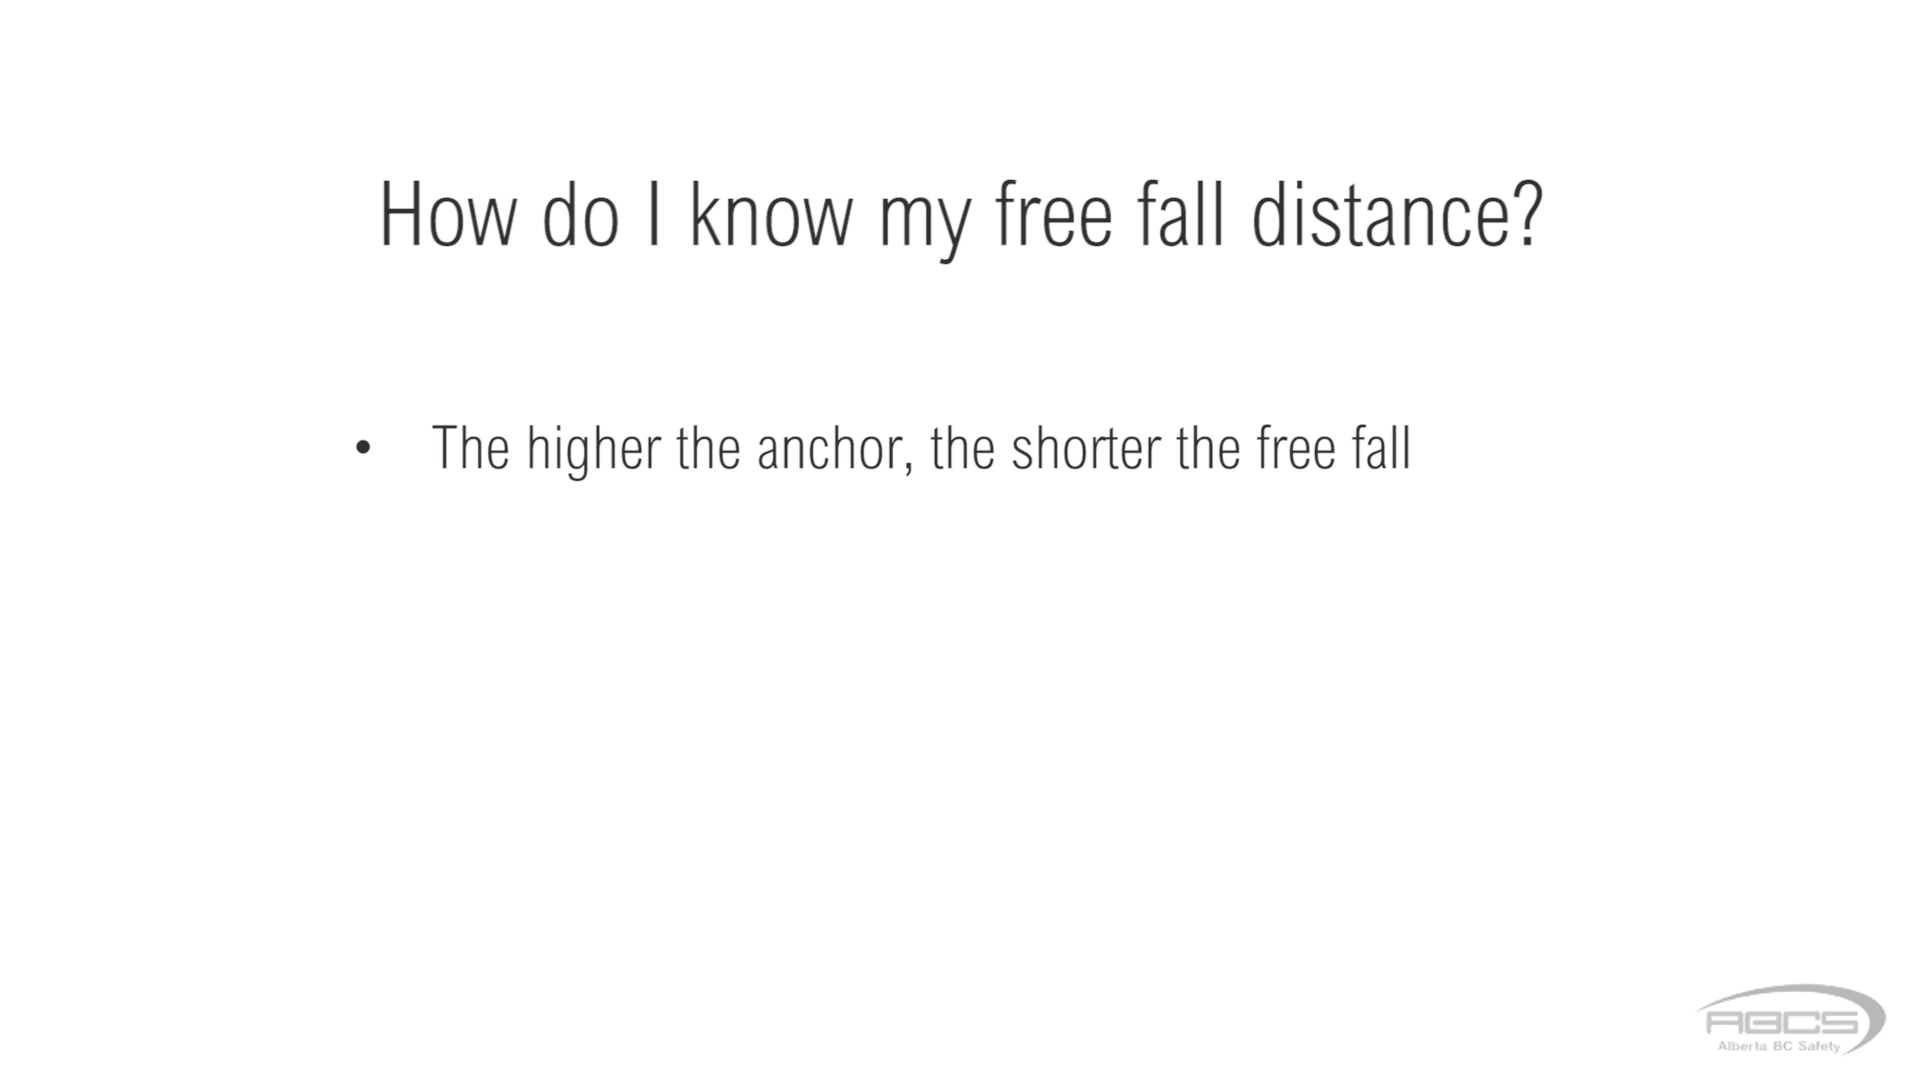 How do I know my free fall distance?
• The higher the anchor, the shorter the free fall
ABCS
Alberta BC Safety